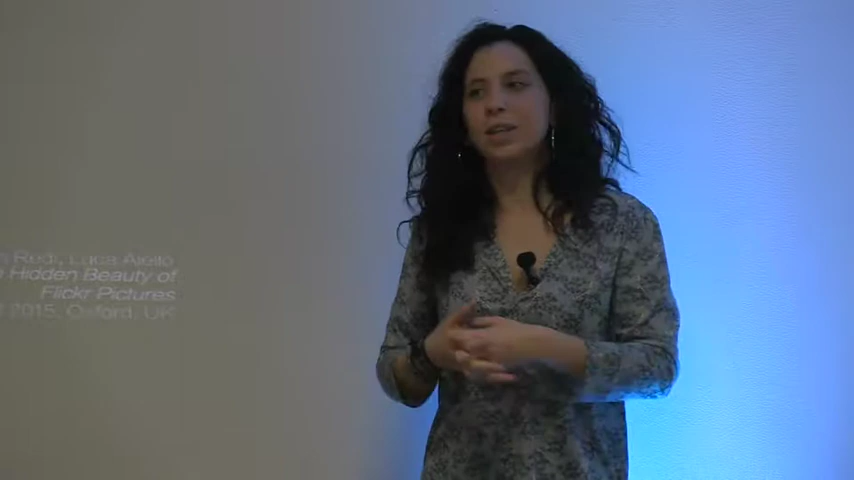 Redi, Luca Aiello
Hidden Beauty of
Flickr Pictures
2015, Oxford, UK